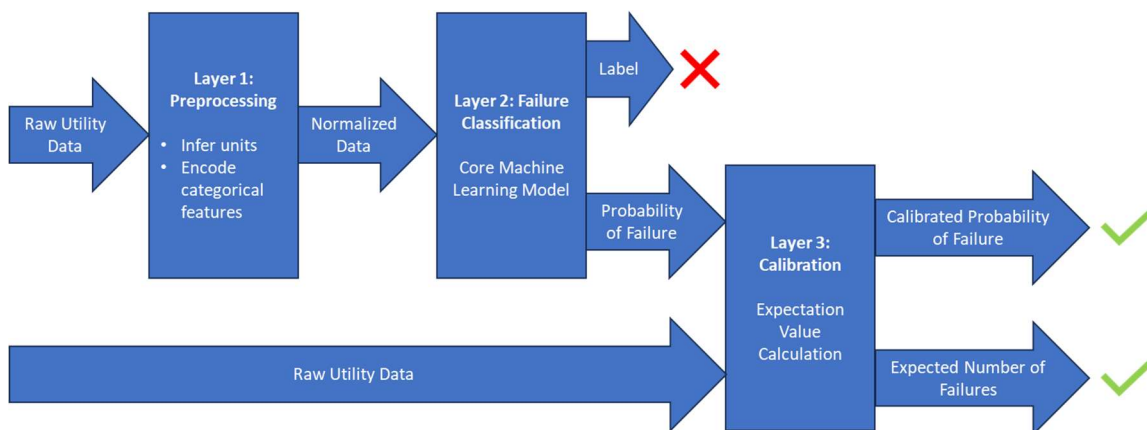 Raw Utility
Data
Layer 1:
Preprocessing
• Infer units
• Encode
categorical
features
Normalized
Data
Layer 2: Failure
Classification
Core Machine
Learning Model
Label
Probability
of Failure
Raw Utility Data
Layer 3:
Calibration
Expectation
Value
Calculation
Calibrated Probability
of Failure
Expected Number of
Failures